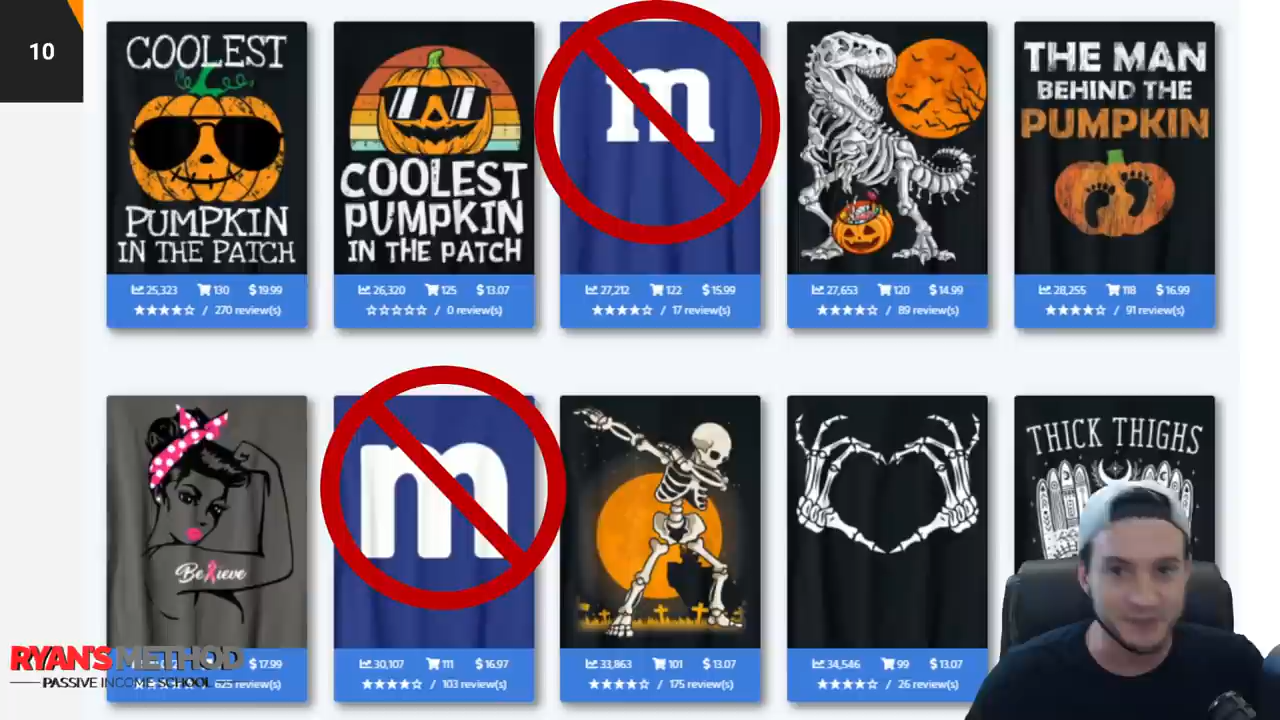 10
COOLEST
PUMPKIN
IN THE PATCH
25,323 130 $19.99
/ 270 review(s)
COOLEST
PUMPKIN
IN THE PATCH
26,320 125 $13.07
/ 0 review(s)
m
27,212 122 $15.99
/ 17 review(s)
27,653 120 $14.99
/ 89 review(s)
THE MAN
BEHIND THE
PUMPKIN
28,255 118 $16.99
/ 91 review(s)
Believe
$17.99
625 review(s)
m
30,107 111 $16.97
/ 103 review(s)
33,863 101 $13.07
/ 175 review(s)
34,546 99 $13.07
/ 26 review(s)
THICK THIGHS
RYAN'S METHOD
PASSIVE INCOME SCHOOL